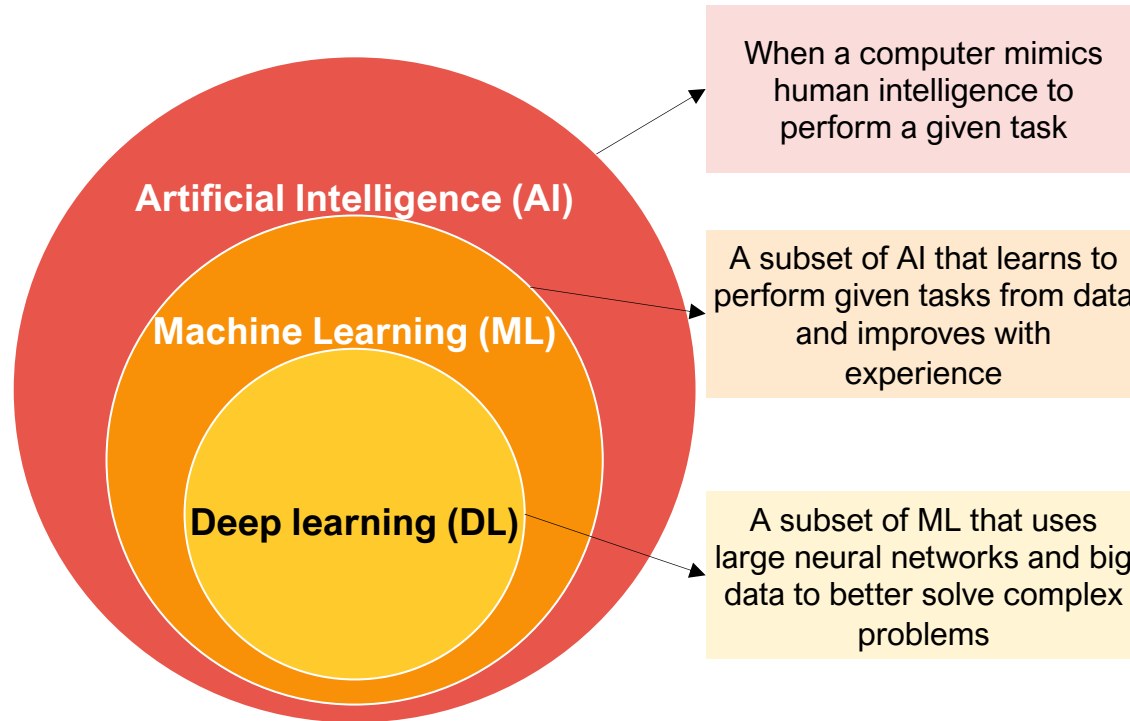 When a computer mimics
human intelligence to
perform a given task
Artificial Intelligence (AI)
A subset of AI that learns to
perform given tasks from data
and improves with
experience
Machine Learning (ML)
Deep learning (DL)
A subset of ML that uses
large neural networks and big
data to better solve complex
problems